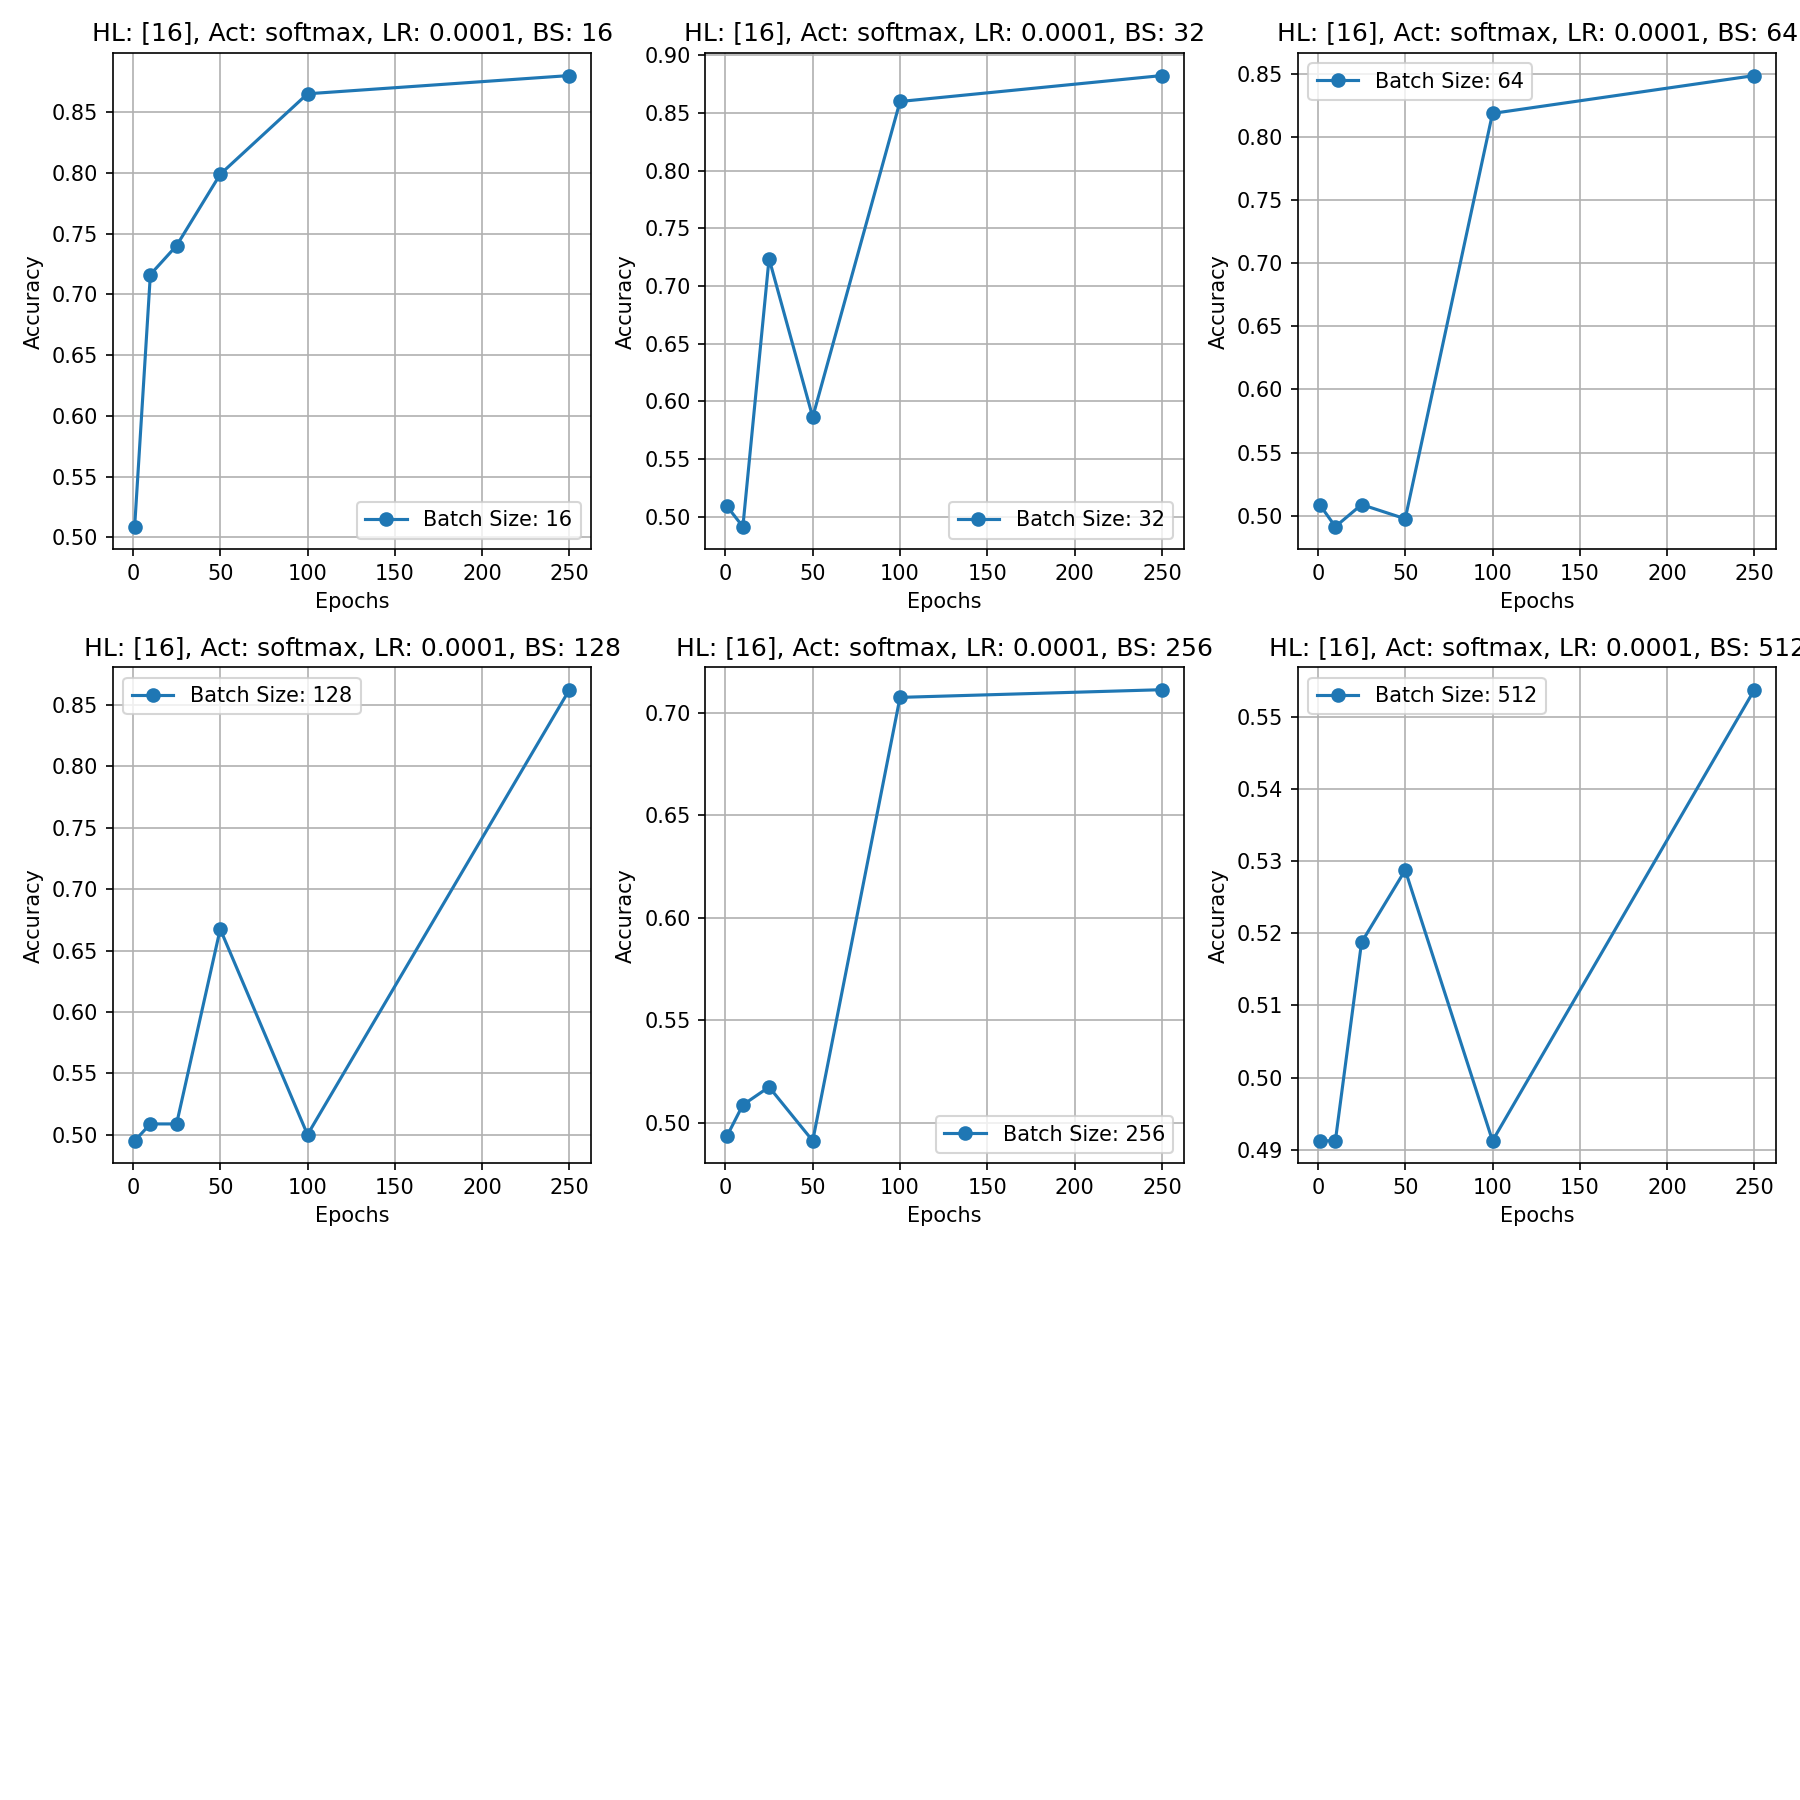 HL: [16], Act: softmax, LR: 0.0001, BS: 16
0.85
0.80
0.75
0.70
0.65
0.60
0.55
0.50
Accuracy
Batch Size: 16
0 50 100 150 200 250
Epochs
HL: [16], Act: softmax, LR: 0.0001, BS: 32
0.90
0.85
0.80
0.75
0.70
0.65
0.60
0.55
0.50
Accuracy
Batch Size: 32
0 50 100 150 200 250
Epochs
HL: [16], Act: softmax, LR: 0.0001, BS: 64
Batch Size: 64
0.85
0.80
0.75
0.70
0.65
0.60
0.55
0.50
Accuracy
0 50 100 150 200 250
Epochs
HL: [16], Act: softmax, LR: 0.0001, BS: 128
Batch Size: 128
0.85
0.80
0.75
0.70
0.65
0.60
0.55
0.50
Accuracy
0 50 100 150 200 250
Epochs
HL: [16], Act: softmax, LR: 0.0001, BS: 256
0.70
0.65
0.60
0.55
0.50
Accuracy
Batch Size: 256
0 50 100 150 200 250
Epochs
HL: [16], Act: softmax, LR: 0.0001, BS: 512
Batch Size: 512
0.55
0.54
0.53
0.52
0.51
0.50
0.49
Accuracy
0 50 100 150 200 250
Epochs